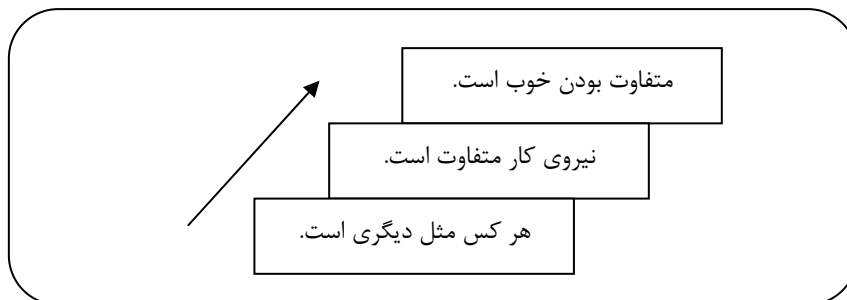 متفاوت بودن خوب است.
نیروی کار متفاوت است.
هر کس مثل دیگری است.